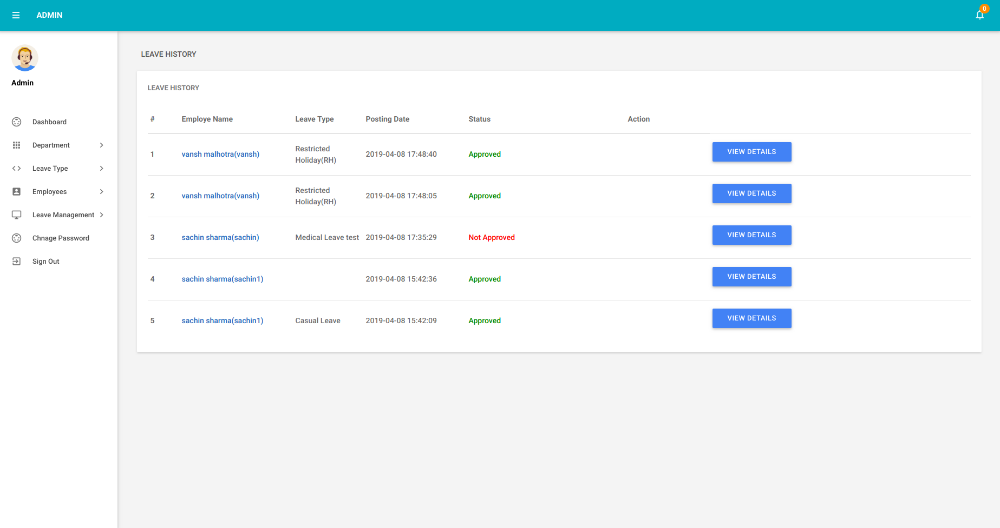 ADMIN
0
Admin
Dashboard
Department
Leave Type
Employees
Leave Management
Chnage Password
Sign Out
LEAVE HISTORY
LEAVE HISTORY
# Employe Name Leave Type Posting Date Status Action
1 vansh malhotra(vansh) Restricted Holiday(RH) 2019-04-08 17:48:40 Approved VIEW DETAILS
2 vansh malhotra(vansh) Restricted Holiday(RH) 2019-04-08 17:48:05 Approved VIEW DETAILS
3 sachin sharma(sachin) Medical Leave test 2019-04-08 17:35:29 Not Approved VIEW DETAILS
4 sachin sharma(sachin1) 2019-04-08 15:42:36 Approved VIEW DETAILS
5 sachin sharma(sachin1) Casual Leave 2019-04-08 15:42:09 Approved VIEW DETAILS